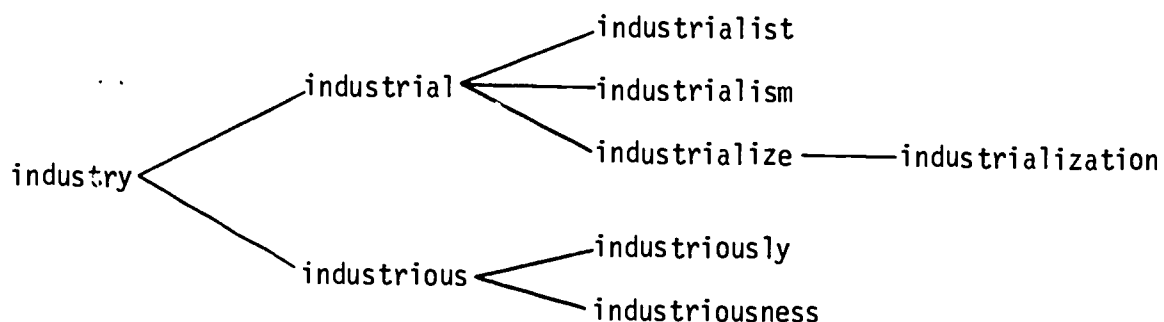 industrialist
industrial
industrialism
industrialize industrialization
industry
industriously
industrious
industriousness